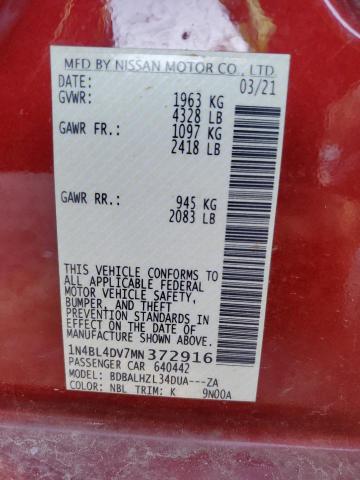 MFD BY NISSAN MOTOR CO., LTD
DATE: 03/21
GVWR: 1963 KG
4328 LB
GAWR FR.: 1097 KG
2418 LB
GAWR RR.: 945 KG
2083 LB
THIS VEHICLE CONFORMS TO
ALL APPLICABLE FEDERAL
MOTOR VEHICLE SAFETY,
BUMPER, AND THEFT
PREVENTION STANDARDS IN
EFFECT ON THE DATE OF
MANUFACTURE SHOWN ABOVE.
1N4BL4DV7MN372916
PASSENGER CAR 640442
MODEL: BDBALHZL34DUA---ZA
COLOR: NBL TRIM: K 9N00A